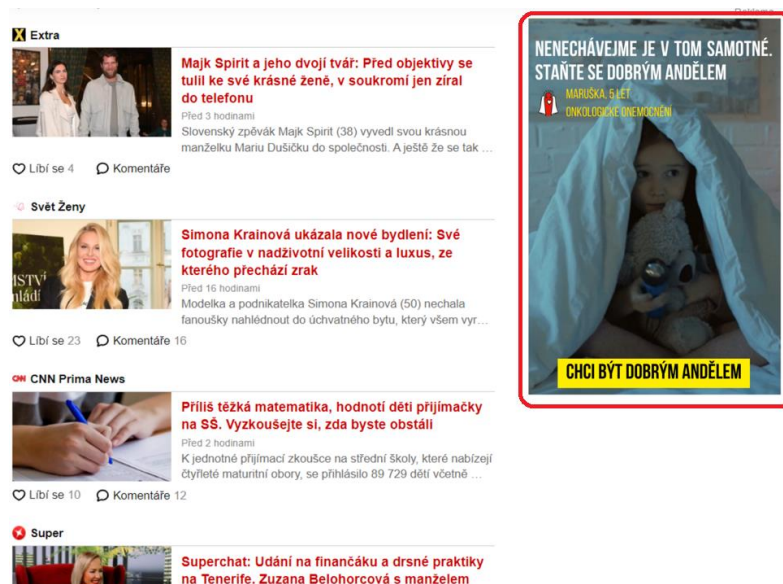 Reklama
Extra
Majk Spirit a jeho dvojí tvář: Před objektivy se
tulil ke své krásné ženě, v soukromí jen zíral
do telefonu
Před 3 hodinami
Slovenský zpěvák Majk Spirit (38) vyvedl svou krásnou
manželku Mariu Dušičku do společnosti. A ještě že se tak ...
Líbí se 4 Komentáře
Svět Ženy
Simona Krainová ukázala nové bydlení: Své
fotografie v nadživotní velikosti a luxus, ze
kterého přechází zrak
Před 16 hodinami
Modelka a podnikatelka Simona Krainová (50) nechala
fanoušky nahlédnout do úchvatného bytu, který všem vyr...
MSTVÍ
mládí
Líbí se 23 Komentáře 16
CNN CNN Prima News
Příliš těžká matematika, hodnotí děti přijímačky
na SŠ. Vyzkoušejte si, zda byste obstáli
Před 2 hodinami
K jednotné přijímací zkoušce na střední školy, které nabízejí
čtyřleté maturitní obory, se přihlásilo 89 729 dětí včetně ...
Líbí se 10 Komentáře 12
Super
Superchat: Udání na finančáku a drsné praktiky
na Tenerife. Zuzana Belohorcová s manželem
NENECHÁVEJME JE V TOM SAMOTNÉ.
STAŇTE SE DOBRÝM ANDĚLEM
MARUŠKA, 5 LET
ONKOLOGICKÉ ONEMOCNĚNÍ
CHCI BÝT DOBRÝM ANDĚLEM